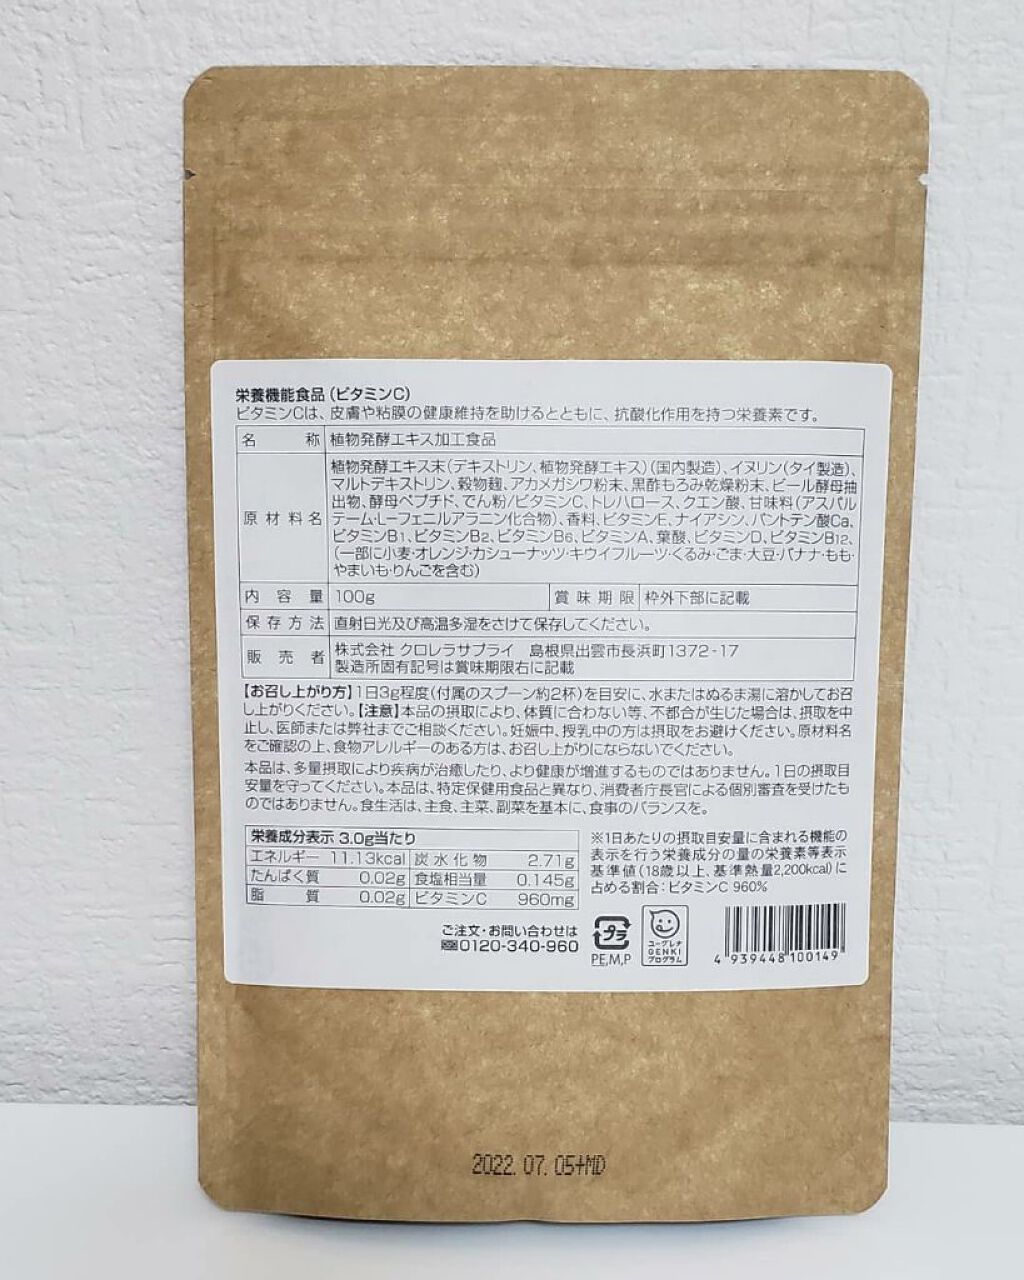 栄養機能食品(ビタミンC)
ビタミンCは、皮膚や粘膜の健康維持を助けるとともに、抗酸化作用を持つ栄養素です。
名 称 植物発酵エキス加工食品
原材料名 植物発酵エキス末(デキストリン、植物発酵エキス)(国内製造)、イヌリン(タイ製造)、
マルトデキストリン、穀物麹、アカメガシワ粉末、黒酢もろみ乾燥粉末、ビール酵母抽
出物、酵母ペプチド、でん粉/ビタミンC、トレハロース、クエン酸、甘味料(アスパル
テーム・L-フェニルアラニン化合物)、香料、ビタミンE、ナイアシン、パントテン酸Ca、
ビタミンB1、ビタミンB2、ビタミンB6、ビタミンA、葉酸、ビタミンD、ビタミンB12、
(一部に小麦・オレンジ・カシューナッツ・キウイフルーツ・くるみ・ごま・大豆・バナナ・もも・
やまいも・りんごを含む)
内容量 100g 賞味期限 枠外下部に記載
保存方法 直射日光及び高温多湿をさけて保存してください。
販売者 株式会社 クロレラサプライ 島根県出雲市長浜町1372-17
製造所固有記号は賞味期限右に記載
【お召し上がり方】1日3g程度(付属のスプーン約2杯)を目安に、水またはぬるま湯に溶かしてお召
し上がりください。【注意】本品の摂取により、体質に合わない等、不都合が生じた場合は、摂取を中
止し、医師または弊社までご相談ください。妊娠中、授乳中の方は摂取をお避けください。原材料名
をご確認の上、食物アレルギーのある方は、お召し上がりにならないでください。
本品は、多量摂取により疾病が治癒したり、より健康が増進するものではありません。1日の摂取目
安量を守ってください。本品は、特定保健用食品と異なり、消費者庁長官による個別審査を受けたも
のではありません。食生活は、主食、主菜、副菜を基本に、食事のバランスを。
栄養成分表示 3.0g当たり
エネルギー 11.13kcal 炭水化物 2.71g
たんぱく質 0.02g 食塩相当量 0.145g
脂質 0.02g ビタミンC 960mg
※1日あたりの摂取目安量に含まれる機能の
表示を行う栄養成分の量の栄養素等表示
基準値(18歳以上、基準熱量2,200kcal)に
占める割合:ビタミンC 960%
ご注文・お問い合わせは
0120-340-960
プラ
PE,M,P
ユーグレナ
GENKI
プログラム
4 939448 100149
2022.07.05+MD